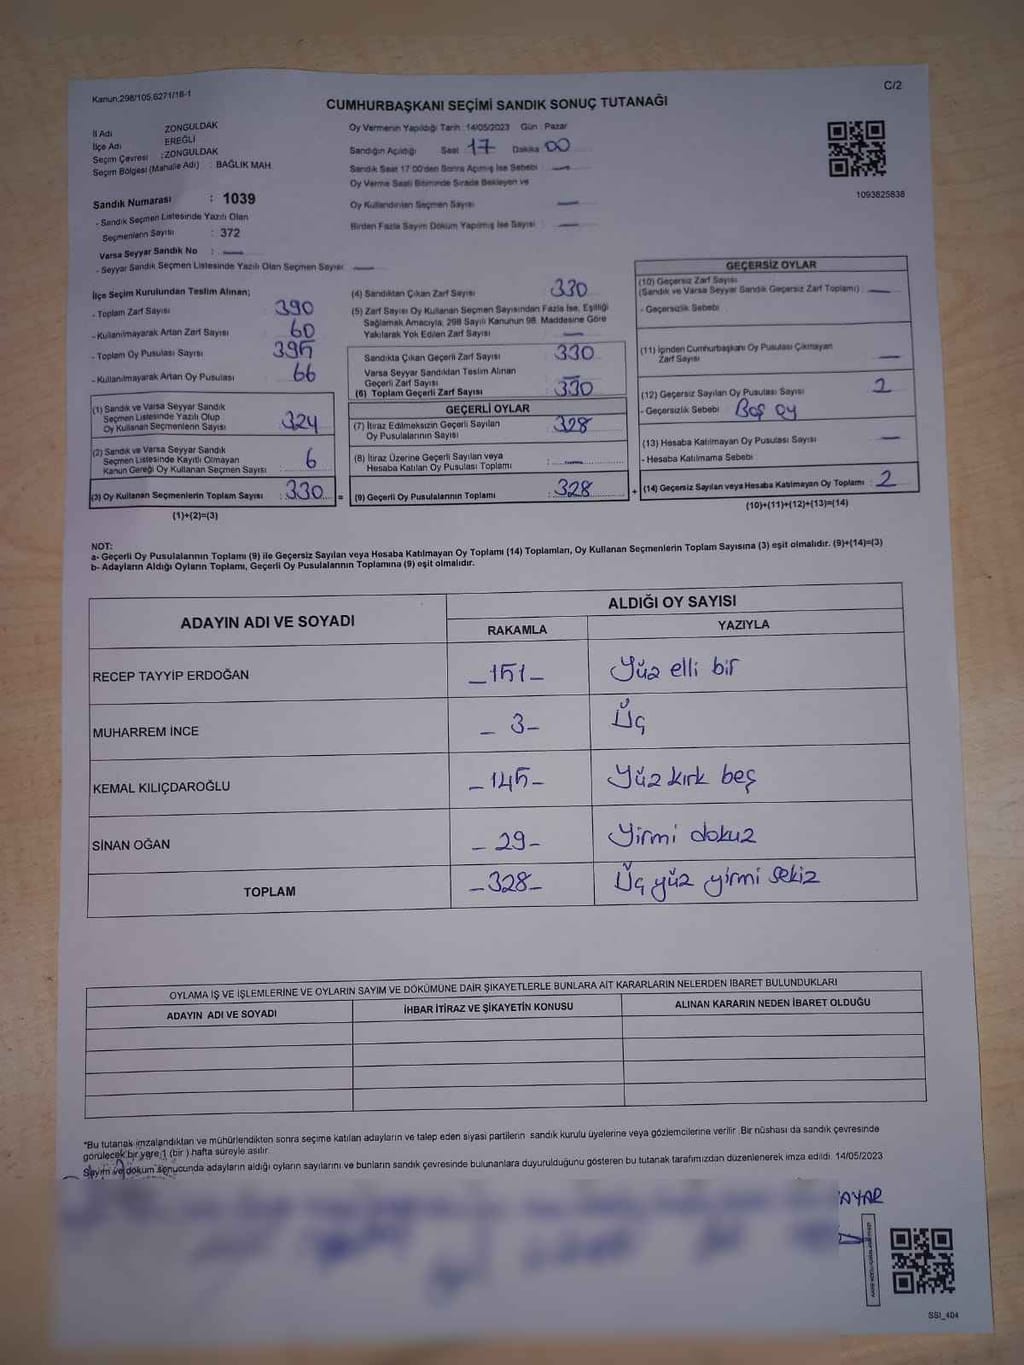 Kanun;298/105,6271/18-1
C/2
CUMHURBAŞKANI SEÇİMİ SANDIK SONUÇ TUTANAĞI
İl Adı ZONGULDAK
İlçe Adı EREĞLİ
Seçim Çevresi :ZONGULDAK
Seçim Bölgesi (Mahalle Adı) : BAĞLIK MAH.
Oy Vermenin Yapıldığı Tarih :14/05/2023 Gün : Pazar
Sandığın Açıldığı Saat 17 Dakika 00
Sandık Saat 17:00'den Sonra Açılmış İse Sebebi —
Oy Verme Saati Bitiminde Sırada Bekleyen ve
Oy Kullandırılan Seçmen Sayısı —
Birden Fazla Sayım Döküm Yapılmış İse Sayısı —
1093825838
Sandık Numarası : 1039
- Sandık Seçmen Listesinde Yazılı Olan
Seçmenlerin Sayısı : 372
Varsa Seyyar Sandık No : —
- Seyyar Sandık Seçmen Listesinde Yazılı Olan Seçmen Sayısı: —
İlçe Seçim Kurulundan Teslim Alınan;
- Toplam Zarf Sayısı 390
- Kullanılmayarak Artan Zarf Sayısı 60
- Toplam Oy Pusulası Sayısı 395
- Kullanılmayarak Artan Oy Pusulası 66
(1) Sandık ve Varsa Seyyar Sandık
Seçmen Listesinde Yazılı Olup
Oy Kullanan Seçmenlerin Sayısı : 324
(2) Sandık ve Varsa Seyyar Sandık
Seçmen Listesinde Kayıtlı Olmayan
Kanun Gereği Oy Kullanan Seçmen Sayısı : 6
(3) Oy Kullanan Seçmenlerin Toplam Sayısı : 330 =
(1)+(2)=(3)
(4) Sandıktan Çıkan Zarf Sayısı 330
(5) Zarf Sayısı Oy Kullanan Seçmen Sayısından Fazla İse, Eşitliği
Sağlamak Amacıyla; 298 Sayılı Kanunun 98. Maddesine Göre
Yakılarak Yok Edilen Zarf Sayısı —
Sandıkta Çıkan Geçerli Zarf Sayısı 330
Varsa Seyyar Sandıktan Teslim Alınan
Geçerli Zarf Sayısı —
(6) Toplam Geçerli Zarf Sayısı 330
GEÇERLİ OYLAR
(7) İtiraz Edilmeksizin Geçerli Sayılan
Oy Pusulalarının Sayısı : 328
(8) İtiraz Üzerine Geçerli Sayılan veya
Hesaba Katılan Oy Pusulası Toplamı : —
(9) Geçerli Oy Pusulalarının Toplamı : 328 +
GEÇERSİZ OYLAR
(10) Geçersiz Zarf Sayısı
(Sandık ve Varsa Seyyar Sandık Geçersiz Zarf Toplamı) : —
- Geçersizlik Sebebi :
(11) İçinden Cumhurbaşkanı Oy Pusulası Çıkmayan
Zarf Sayısı —
(12) Geçersiz Sayılan Oy Pusulası Sayısı 2
- Geçersizlik Sebebi : Boş oy
(13) Hesaba Katılmayan Oy Pusulası Sayısı —
- Hesaba Katılmama Sebebi :
(14) Geçersiz Sayılan veya Hesaba Katılmayan Oy Toplamı : 2
(10)+(11)+(12)+(13)=(14)
NOT:
a- Geçerli Oy Pusulalarının Toplamı (9) ile Geçersiz Sayılan veya Hesaba Katılmayan Oy Toplamı (14) Toplamları, Oy Kullanan Seçmenlerin Toplam Sayısına (3) eşit olmalıdır. (9)+(14)=(3)
b- Adayların Aldığı Oyların Toplamı, Geçerli Oy Pusulalarının Toplamına (9) eşit olmalıdır.
ADAYIN ADI VE SOYADI ALDIĞI OY SAYISI
RAKAMLA YAZIYLA
RECEP TAYYİP ERDOĞAN –151– Yüz elli bir
MUHARREM İNCE –3– Üç
KEMAL KILIÇDAROĞLU –145– Yüz kırk beş
SİNAN OĞAN –29– Yirmi dokuz
TOPLAM –328– Üç yüz yirmi sekiz
OYLAMA İŞ VE İŞLEMLERİNE VE OYLARIN SAYIM VE DÖKÜMÜNE DAİR ŞİKAYETLERLE BUNLARA AİT KARARLARIN NELERDEN İBARET BULUNDUKLARI
ADAYIN ADI VE SOYADI İHBAR İTİRAZ VE ŞİKAYETİN KONUSU ALINAN KARARIN NEDEN İBARET OLDUĞU
*Bu tutanak imzalandıktan ve mühürlendikten sonra seçime katılan adayların ve talep eden siyasi partilerin sandık kurulu üyelerine veya gözlemcilerine verilir .Bir nüshası da sandık çevresinde
görülecek bir yere 1 (bir ) hafta süreyle asılır.
Sayım ve döküm sonucunda adayların aldığı oyların sayılarını ve bunların sandık çevresinde bulunanlara duyurulduğunu gösteren bu tutanak tarafımızdan düzenlenerek imza edildi. 14/05/2023
AYAR
SSI_404